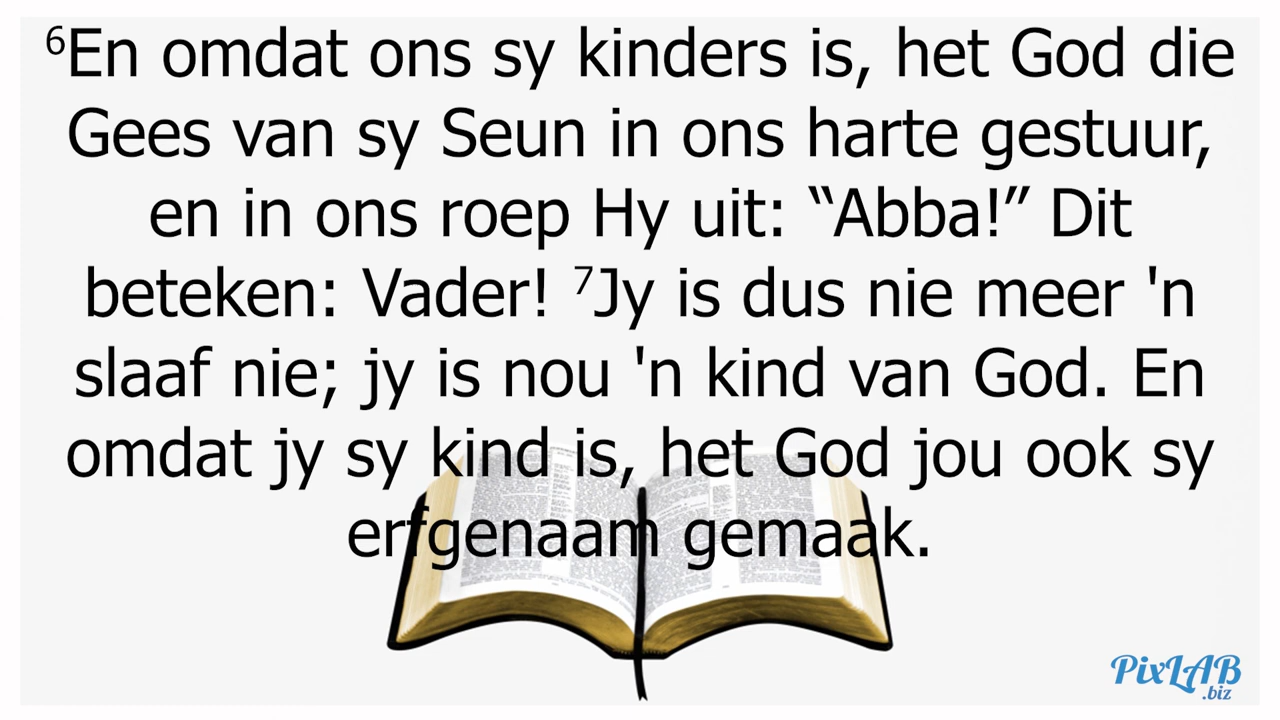 ⁶En omdat ons sy kinders is, het God die
Gees van sy Seun in ons harte gestuur,
en in ons roep Hy uit: “Abba!” Dit
beteken: Vader! ⁷Jy is dus nie meer 'n
slaaf nie; jy is nou 'n kind van God. En
omdat jy sy kind is, het God jou ook sy
erfgenaam gemaak.
PixLAB
.biz